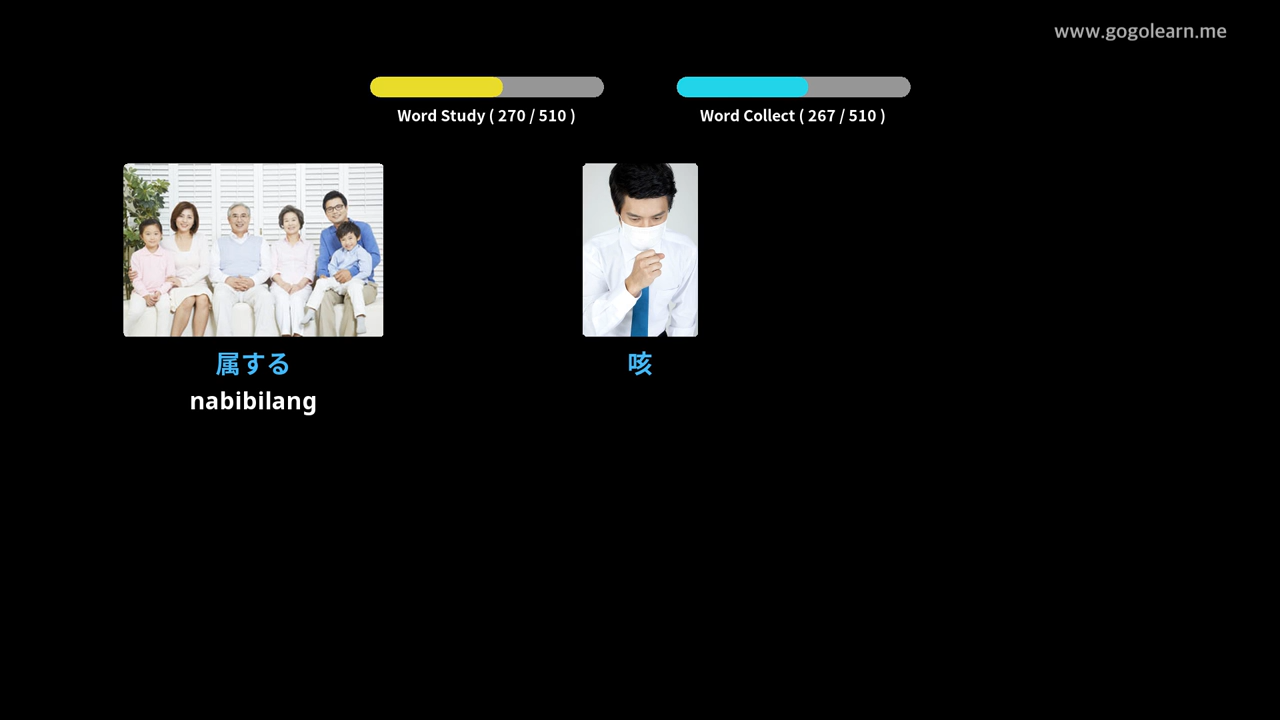 www.gogolearn.me
Word Study ( 270 / 510 )
Word Collect ( 267 / 510 )
属する
nabibilang
咳